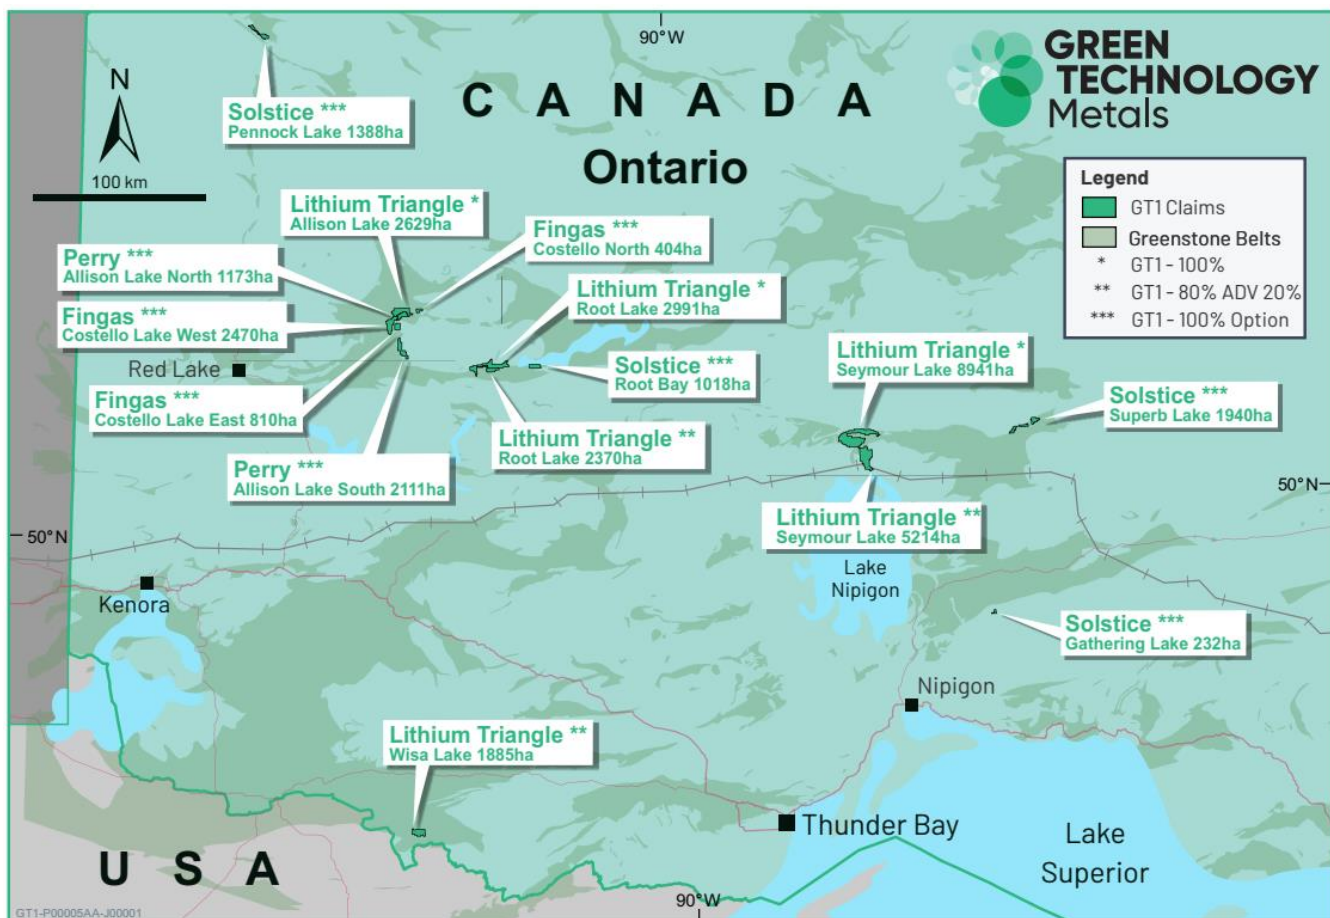 90°W
GREEN
TECHNOLOGY
Metals
N
100 km
CANADA
Ontario
Solstice ***
Pennock Lake 1388ha
Legend
GT1 Claims
Greenstone Belts
* GT1 - 100%
** GT1 - 80% ADV 20%
*** GT1 - 100% Option
Lithium Triangle *
Allison Lake 2629ha
Fingas ***
Costello North 404ha
Perry ***
Allison Lake North 1173ha
Lithium Triangle *
Root Lake 2991ha
Fingas ***
Costello Lake West 2470ha
Red Lake
Solstice ***
Root Bay 1018ha
Lithium Triangle *
Seymour Lake 8941ha
Solstice ***
Superb Lake 1940ha
Fingas ***
Costello Lake East 810ha
Lithium Triangle **
Root Lake 2370ha
Perry ***
Allison Lake South 2111ha
50°N
Lithium Triangle **
Seymour Lake 5214ha
50°N
Lake
Nipigon
Kenora
Solstice ***
Gathering Lake 232ha
Nipigon
Lithium Triangle **
Wisa Lake 1885ha
Thunder Bay
Lake
Superior
USA
90°W
GT1-P00005AA-J00001